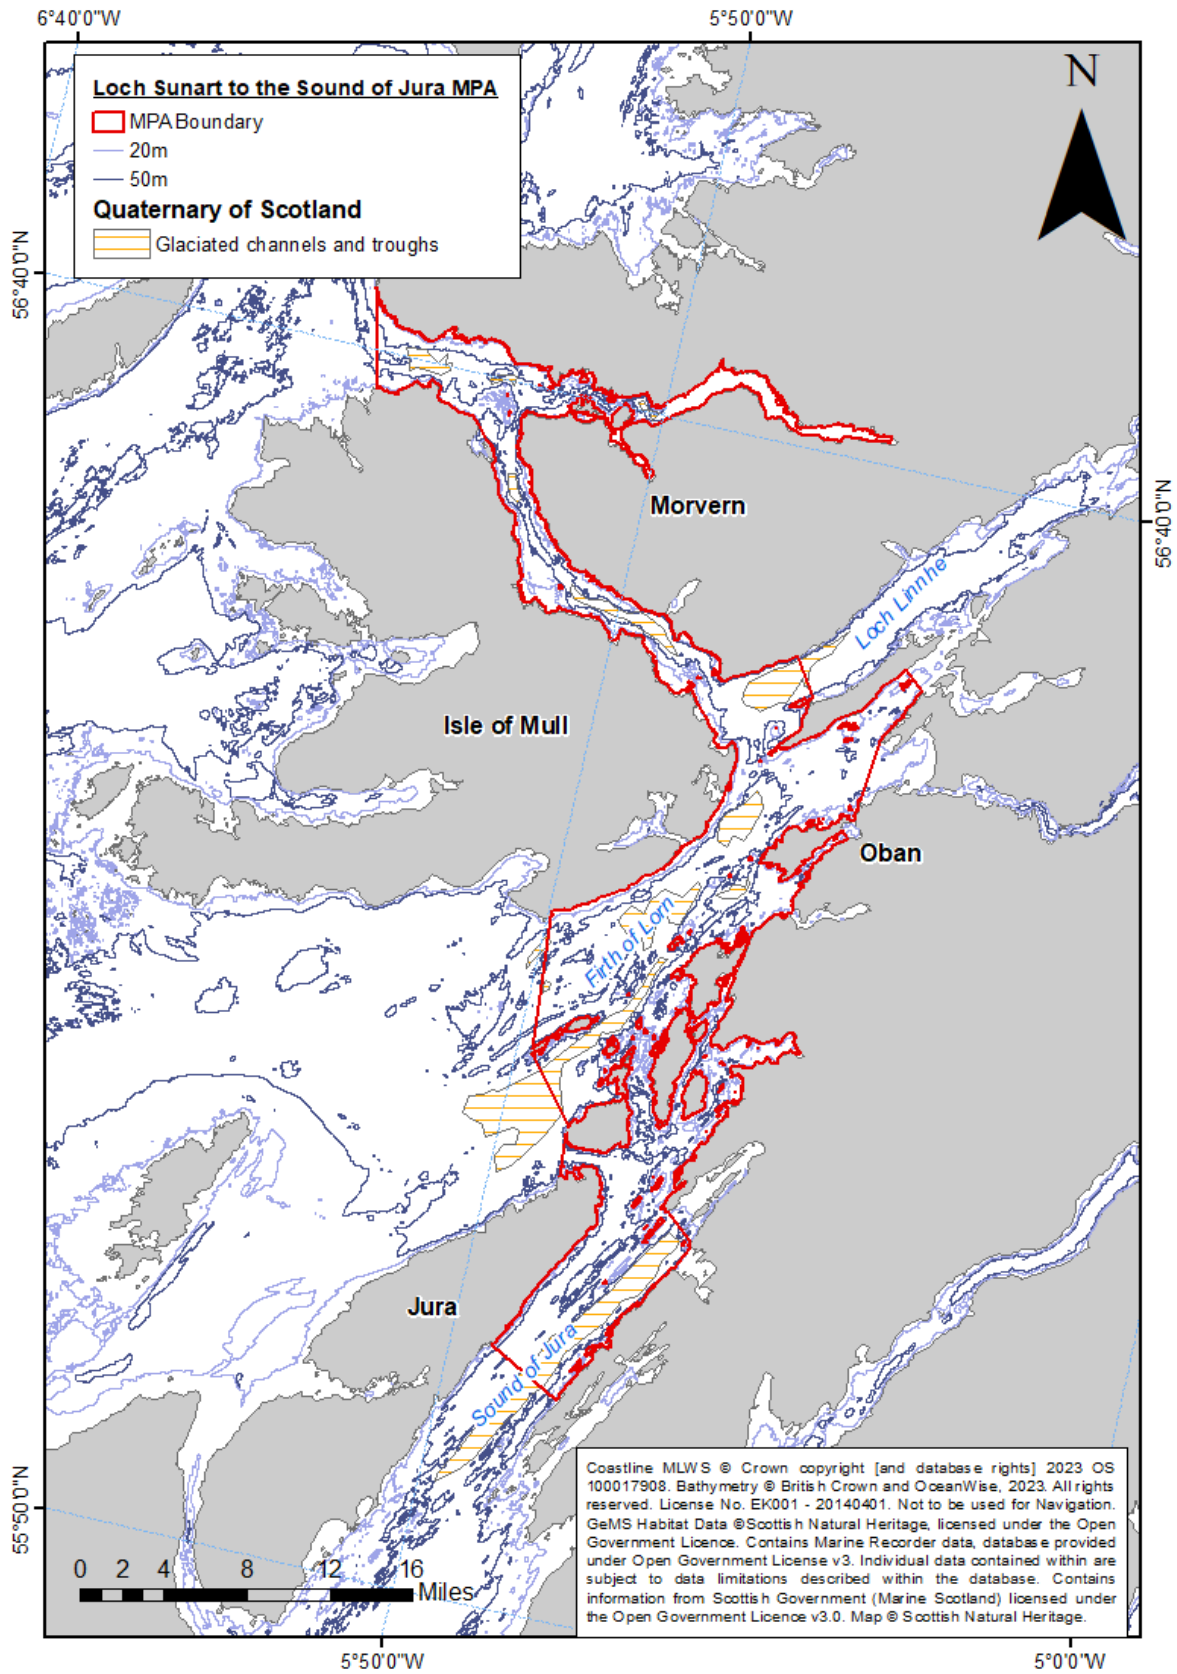 6°40'0"W
5°50'0"W
Loch Sunart to the Sound of Jura MPA
MPA Boundary
20m
50m
Quaternary of Scotland
Glaciated channels and troughs
N
56°40'0"N
56°40'0"N
Morvern
Loch Linnhe
Isle of Mull
Oban
Firth of Lorn
Jura
Sound of Jura
55°50'0"N
0 2 4 8 12 16
Miles
Coastline MLWS © Crown copyright [and database rights] 2023 OS
100017908. Bathymetry © British Crown and OceanWise, 2023. All rights
reserved. License No. EK001 - 20140401. Not to be used for Navigation.
GeMS Habitat Data ©Scottish Natural Heritage, licensed under the Open
Government Licence. Contains Marine Recorder data, database provided
under Open Government License v3. Individual data contained within are
subject to data limitations described within the database. Contains
information from Scottish Government (Marine Scotland) licensed under
the Open Government Licence v3.0. Map © Scottish Natural Heritage.
5°50'0"W
5°0'0"W